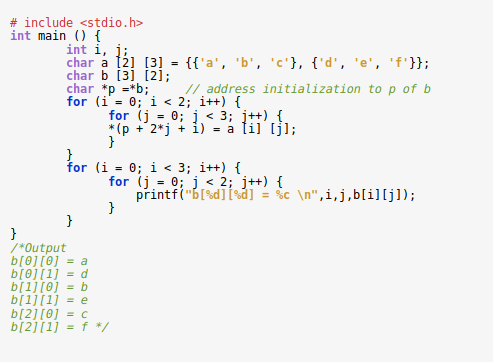 # include <stdio.h>
int main () {
int i, j;
char a [2] [3] = {{'a', 'b', 'c'}, {'d', 'e', 'f'}};
char b [3] [2];
char *p =*b; // address initialization to p of b
for (i = 0; i < 2; i++) {
for (j = 0; j < 3; j++) {
*(p + 2*j + i) = a [i] [j];
}
}
for (i = 0; i < 3; i++) {
for (j = 0; j < 2; j++) {
printf("b[%d][%d] = %c \n",i,j,b[i][j]);
}
}
}
/*Output
b[0][0] = a
b[0][1] = d
b[1][0] = b
b[1][1] = e
b[2][0] = c
b[2][1] = f */